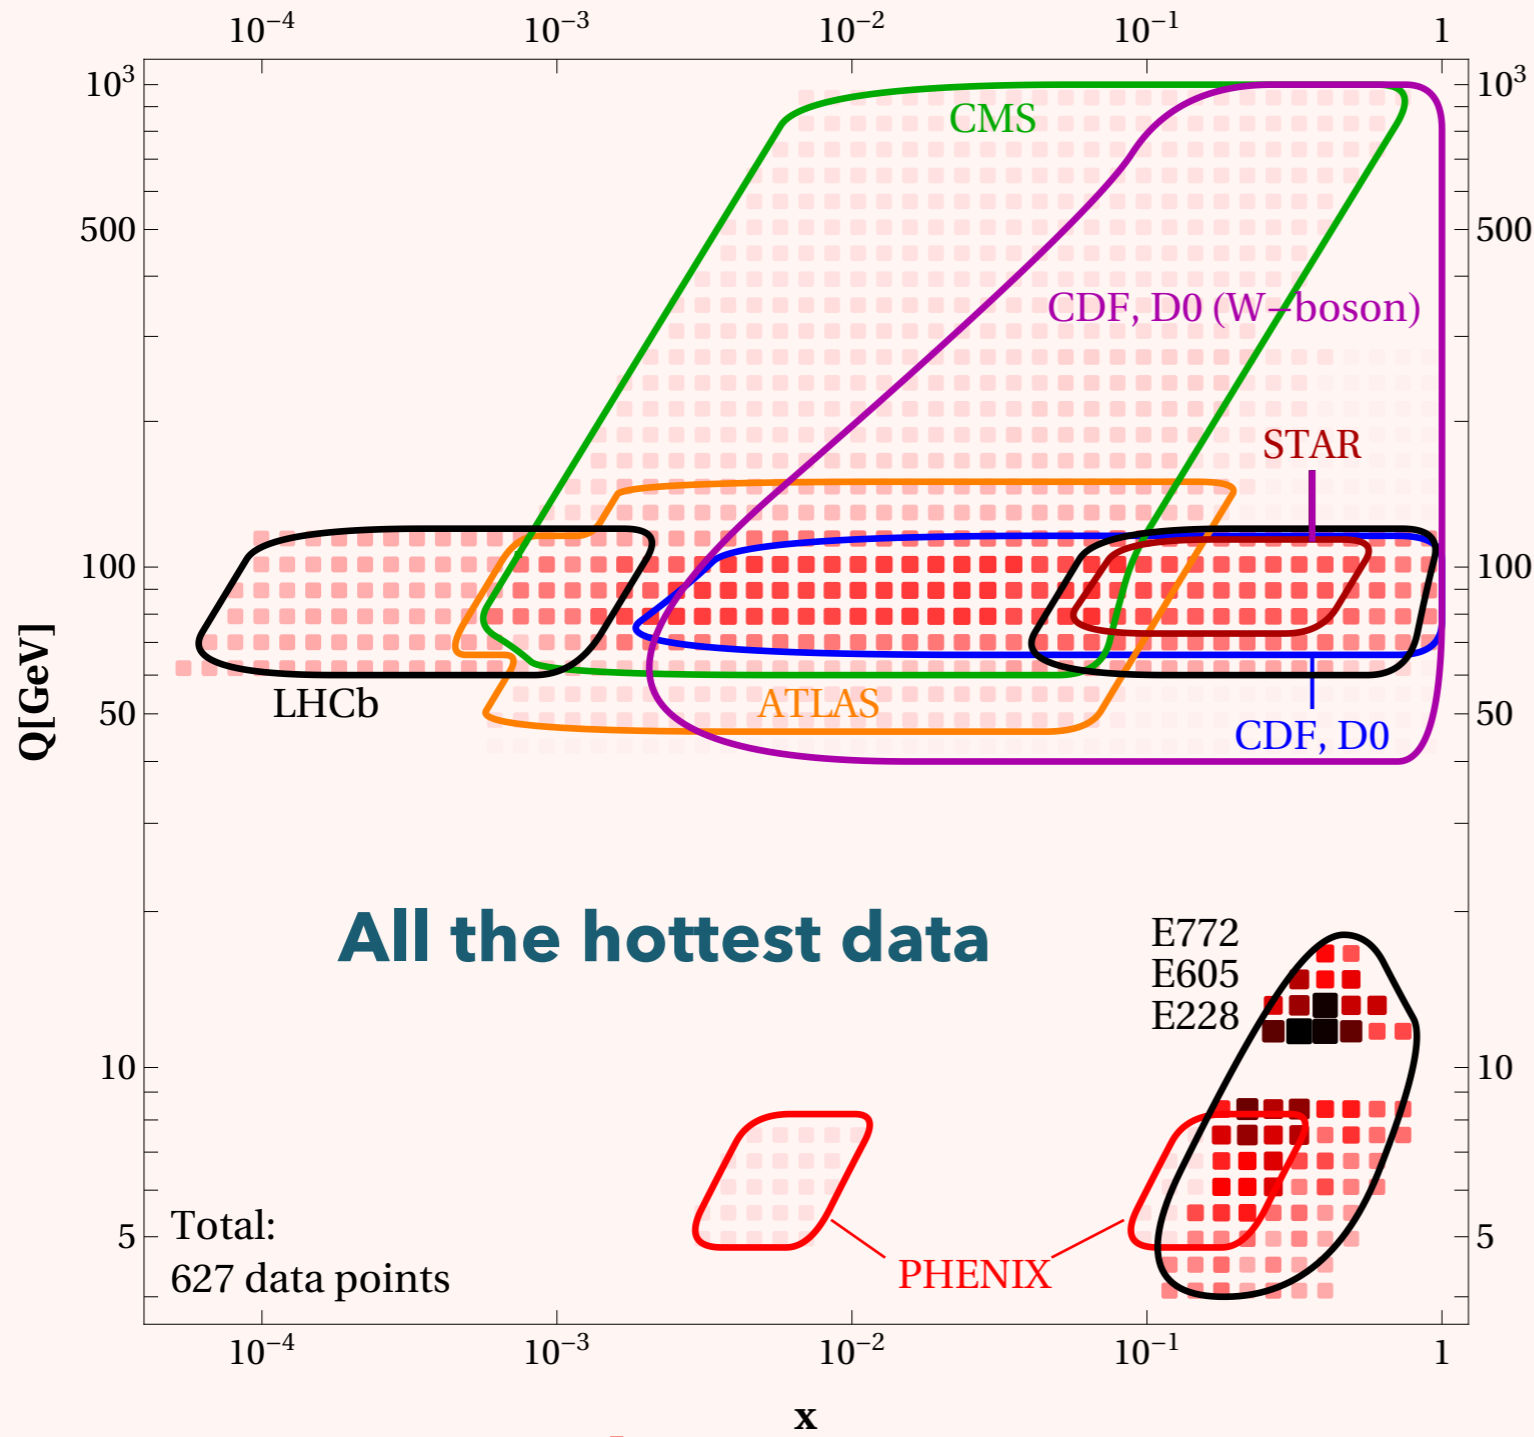 10⁻⁴ 10⁻³ 10⁻² 10⁻¹ 1
10³ 10³
CMS
500 500
CDF, D0 (W−boson)
STAR
100 100
LHCb ATLAS
50 50
CDF, D0
Q[GeV]
All the hottest data
E772
E605
E228
10 10
Total:
5 5
PHENIX
627 data points
10⁻⁴ 10⁻³ 10⁻² 10⁻¹ 1
x